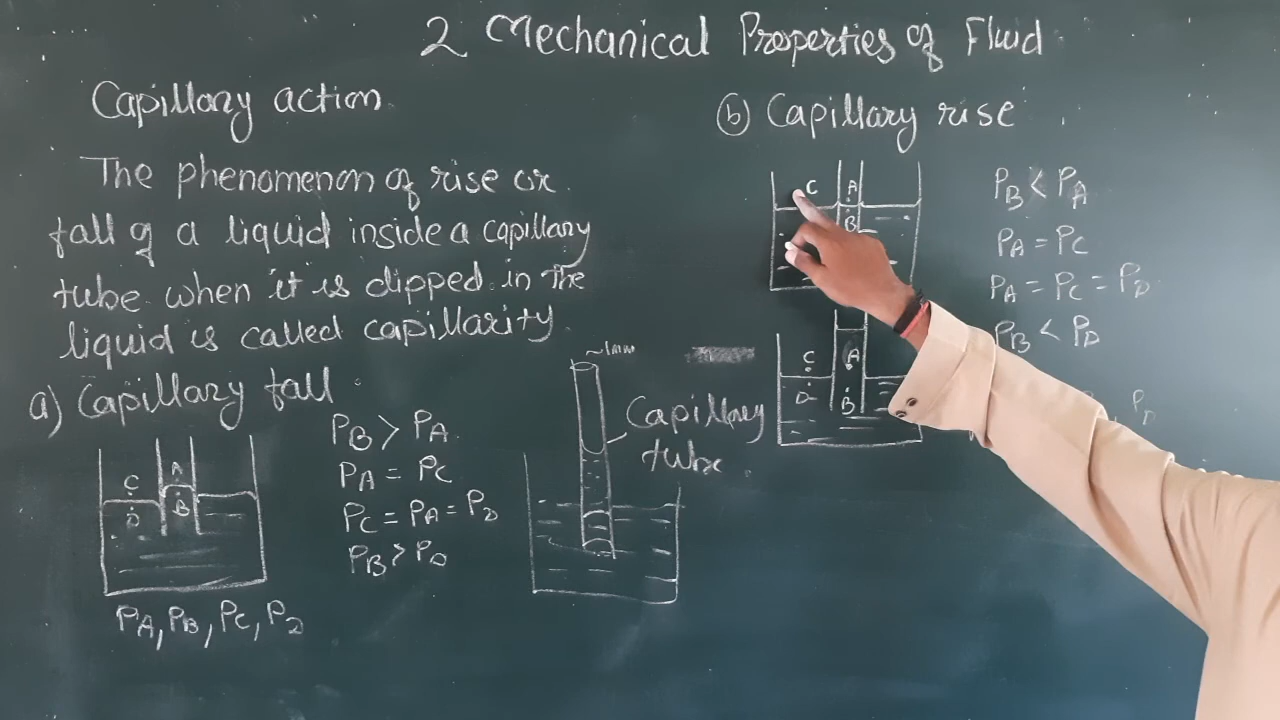 2 Mechanical Properties of Fluid
Capillary action
The phenomenon of rise or
fall of a liquid inside a capillary
tube when it is dipped in the
liquid is called capillarity.
a) Capillary fall
C
A
D
B
PB > PA
PA = PC
PC = PA = PD
PB > PD
PA, PB, PC, PD
~1mm
Capillary
tube
(b) Capillary rise
C
A
B
PB < PA
PA = PC
PA = PC = PD
PB < PD
C
A
D
B
PD